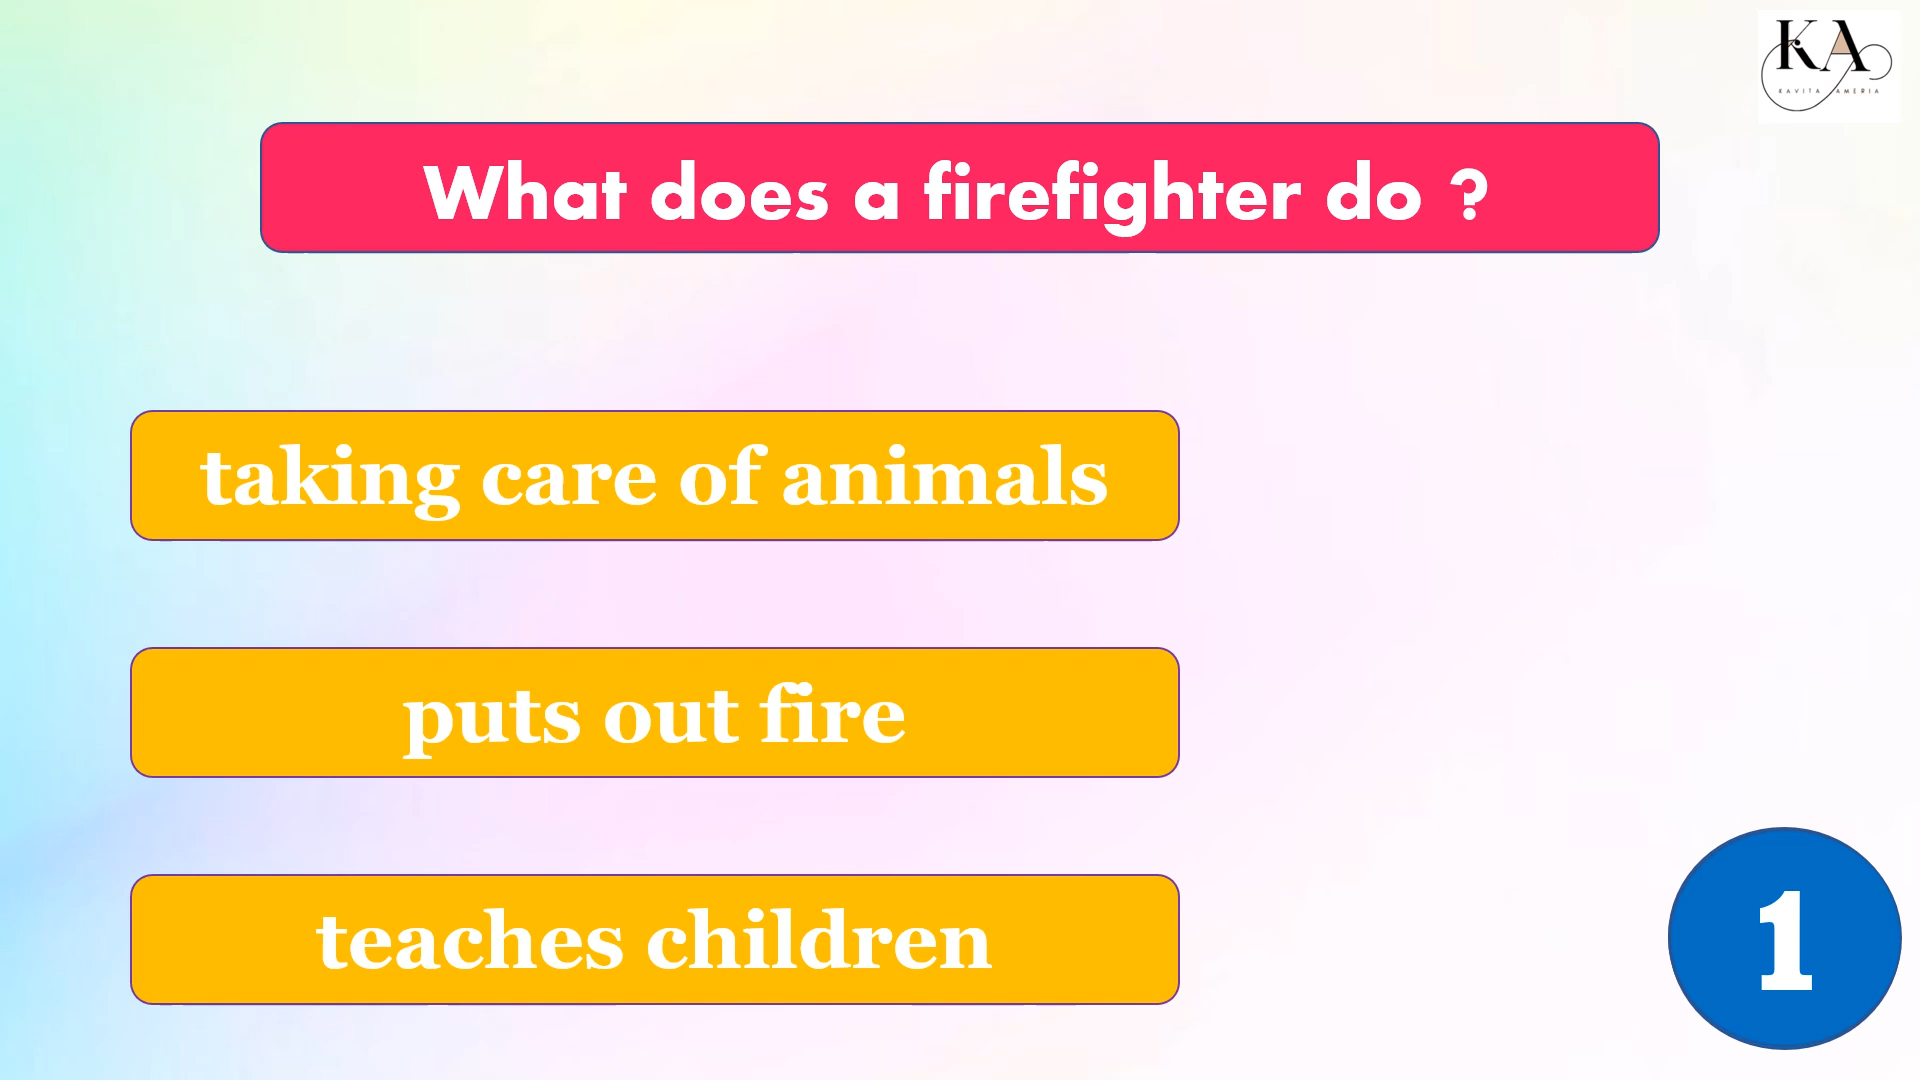 KA
KAVITA AMERIA
What does a firefighter do ?
taking care of animals
puts out fire
teaches children
1